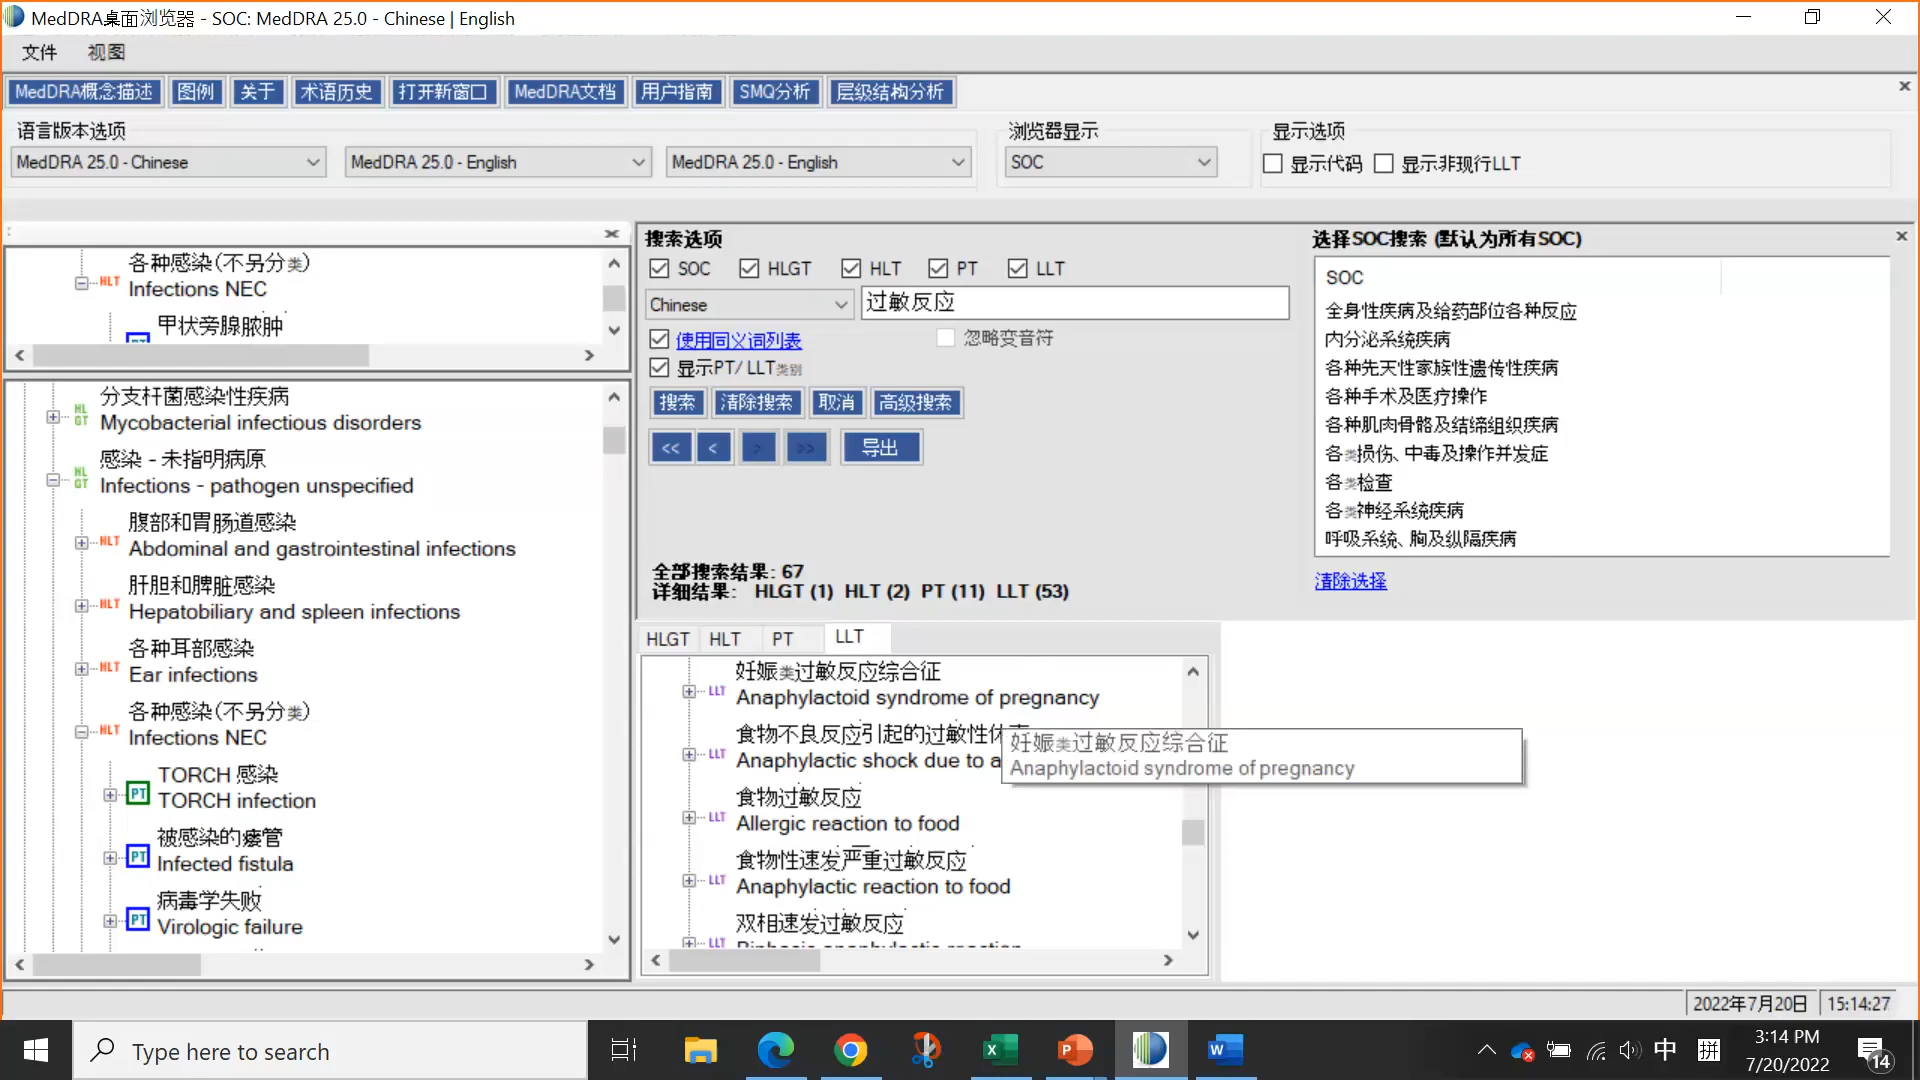 MedDRA桌面浏览器 - SOC: MedDRA 25.0 - Chinese | English
文件 视图
MedDRA概念描述 图例 关于 术语历史 打开新窗口 MedDRA文档 用户指南 SMQ分析 层级结构分析
语言版本选项 浏览器显示 显示选项
MedDRA 25.0 - Chinese MedDRA 25.0 - English MedDRA 25.0 - English SOC 显示代码 显示非现行LLT
各种感染(不另分类)
HLT
Infections NEC
甲状旁腺脓肿
分支杆菌感染性疾病
HL GT
Mycobacterial infectious disorders
感染 - 未指明病原
HL GT
Infections - pathogen unspecified
腹部和胃肠道感染
HLT
Abdominal and gastrointestinal infections
肝胆和脾脏感染
HLT
Hepatobiliary and spleen infections
各种耳部感染
HLT
Ear infections
各种感染(不另分类)
HLT
Infections NEC
TORCH 感染
PT
TORCH infection
被感染的瘘管
PT
Infected fistula
病毒学失败
PT
Virologic failure
搜索选项
SOC HLGT HLT PT LLT
Chinese 过敏反应
使用同义词列表 忽略变音符
显示PT/ LLT类别
搜索 清除搜索 取消 高级搜索
<< < > >> 导出
全部搜索结果: 67
详细结果: HLGT (1) HLT (2) PT (11) LLT (53)
选择SOC搜索 (默认为所有SOC)
SOC
全身性疾病及给药部位各种反应
内分泌系统疾病
各种先天性家族性遗传性疾病
各种手术及医疗操作
各种肌肉骨骼及结缔组织疾病
各类损伤、中毒及操作并发症
各类检查
各类神经系统疾病
呼吸系统、胸及纵隔疾病
清除选择
HLGT HLT PT LLT
妊娠类过敏反应综合征
LLT
Anaphylactoid syndrome of pregnancy
食物不良反应引起的过敏性
LLT
Anaphylactic shock due to a
妊娠类过敏反应综合征
Anaphylactoid syndrome of pregnancy
食物过敏反应
LLT
Allergic reaction to food
食物性速发严重过敏反应
LLT
Anaphylactic reaction to food
双相速发过敏反应
LLT
Biphasic anaphylactic reaction
2022年7月20日 15:14:27
Type here to search
中 拼
3:14 PM
7/20/2022
14